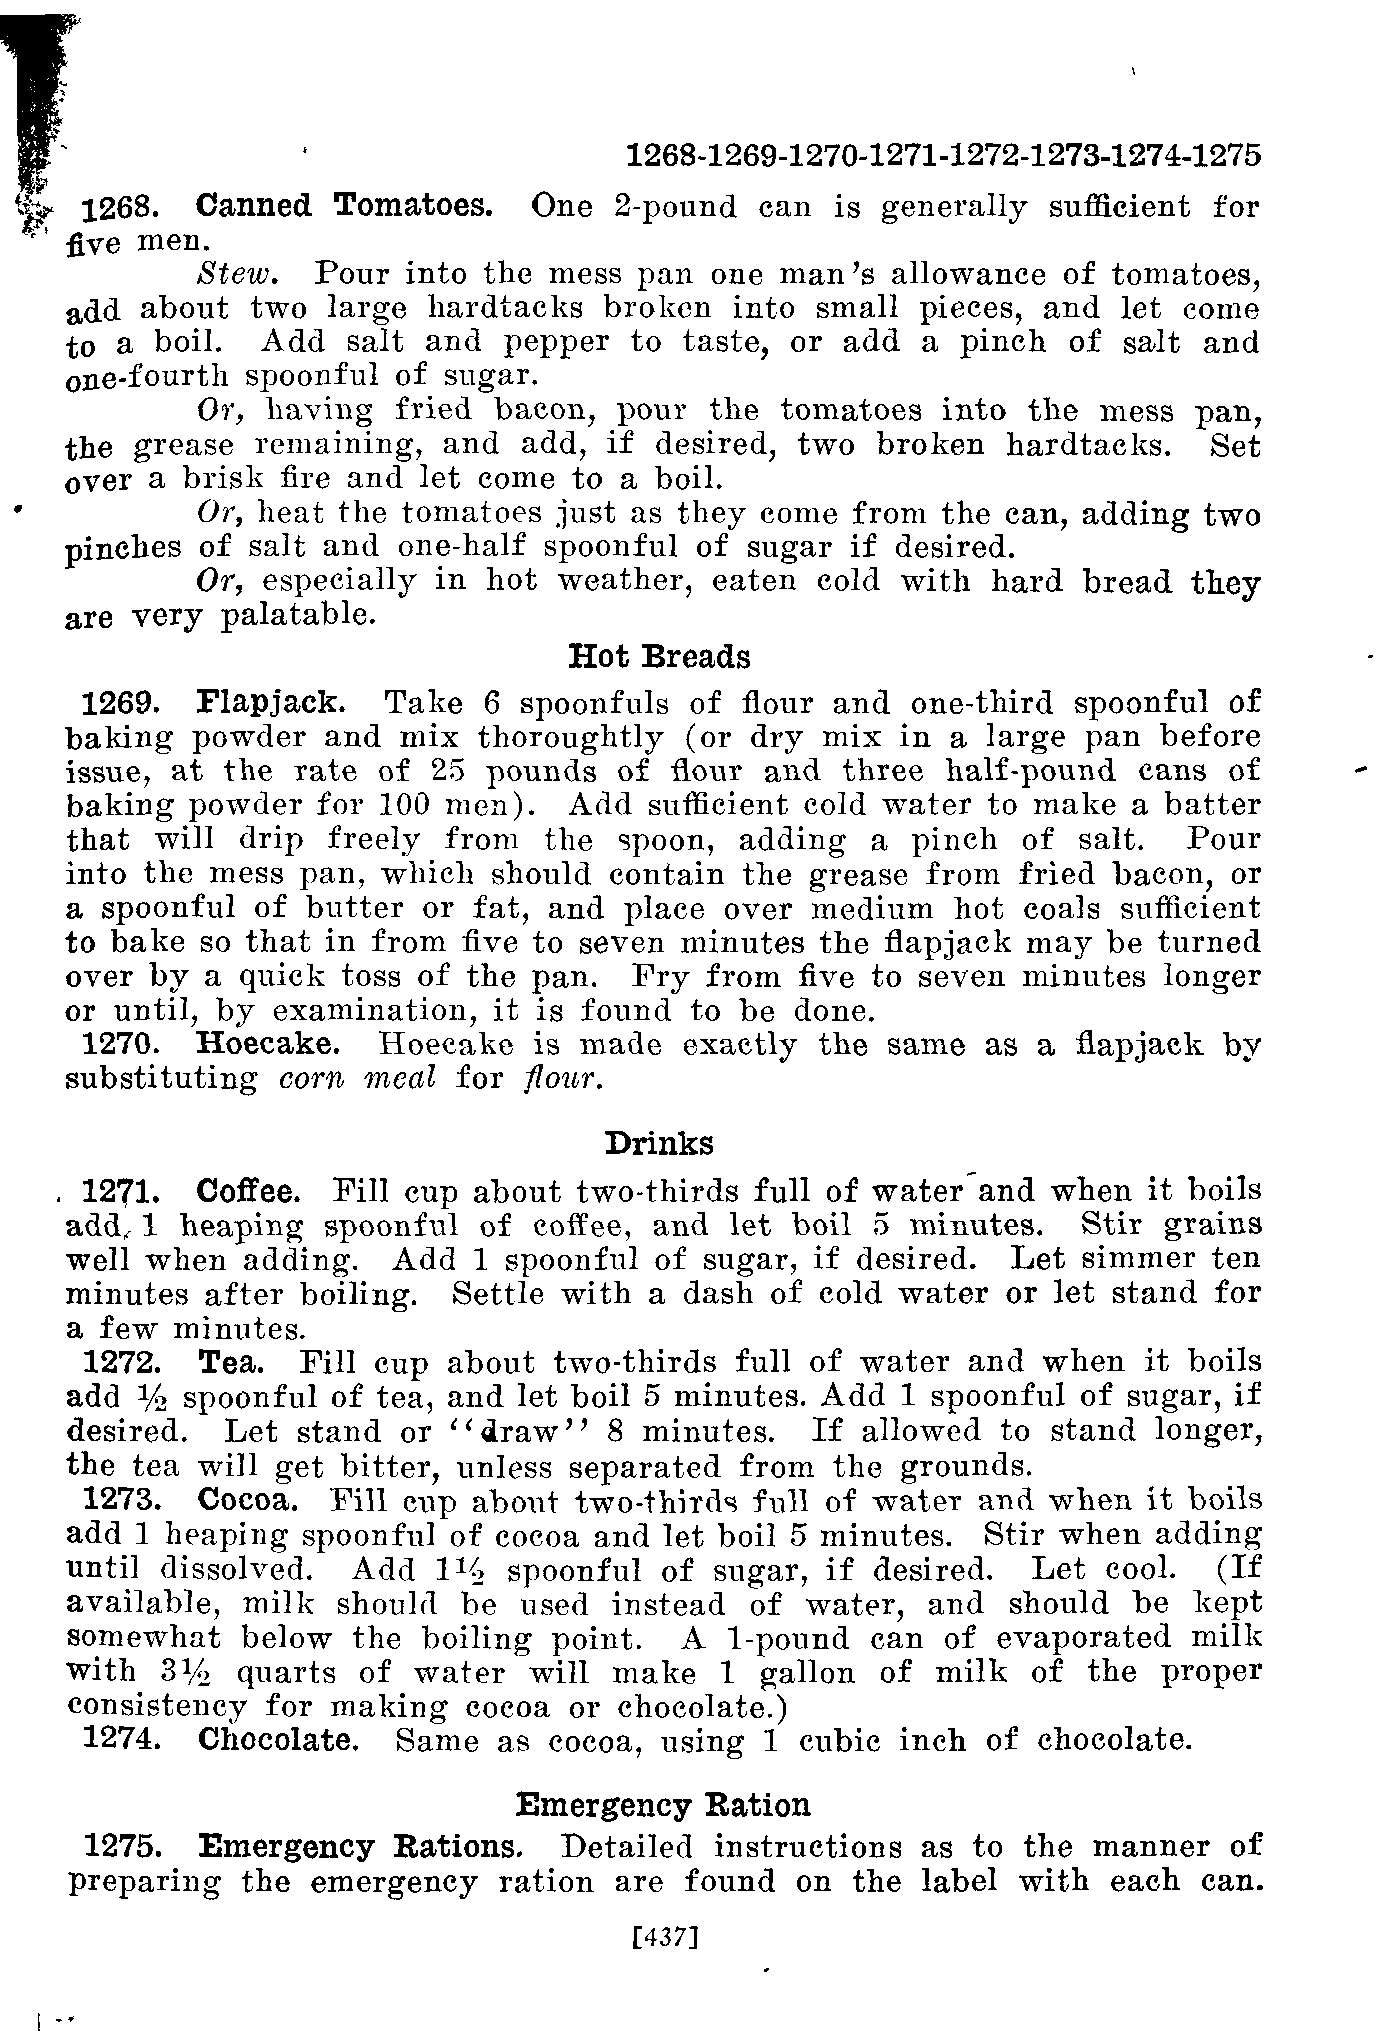 1268-1269-1270-1271-1272-1273-1274-1275
1268. Canned Tomatoes. One 2-pound can is generally sufficient for
five men.
Stew. Pour into the mess pan one man's allowance of tomatoes,
add about two large hardtacks broken into small pieces, and let come
to a boil. Add salt and pepper to taste, or add a pinch of salt and
one-fourth spoonful of sugar.
Or, having fried bacon, pour the tomatoes into the mess pan,
the grease remaining, and add, if desired, two broken hardtacks. Set
over a brisk fire and let come to a boil.
Or, heat the tomatoes just as they come from the can, adding two
pinches of salt and one-half spoonful of sugar if desired.
Or, especially in hot weather, eaten cold with hard bread they
are very palatable.
Hot Breads
1269. Flapjack. Take 6 spoonfuls of flour and one-third spoonful of
baking powder and mix thoroughtly (or dry mix in a large pan before
issue, at the rate of 25 pounds of flour and three half-pound cans of
baking powder for 100 men). Add sufficient cold water to make a batter
that will drip freely from the spoon, adding a pinch of salt. Pour
into the mess pan, which should contain the grease from fried bacon, or
a spoonful of butter or fat, and place over medium hot coals sufficient
to bake so that in from five to seven minutes the flapjack may be turned
over by a quick toss of the pan. Fry from five to seven minutes longer
or until, by examination, it is found to be done.
1270. Hoecake. Hoecake is made exactly the same as a flapjack by
substituting corn meal for flour.
Drinks
1271. Coffee. Fill cup about two-thirds full of water and when it boils
add 1 heaping spoonful of coffee, and let boil 5 minutes. Stir grains
well when adding. Add 1 spoonful of sugar, if desired. Let simmer ten
minutes after boiling. Settle with a dash of cold water or let stand for
a few minutes.
1272. Tea. Fill cup about two-thirds full of water and when it boils
add ½ spoonful of tea, and let boil 5 minutes. Add 1 spoonful of sugar, if
desired. Let stand or "draw" 8 minutes. If allowed to stand longer,
the tea will get bitter, unless separated from the grounds.
1273. Cocoa. Fill cup about two-thirds full of water and when it boils
add 1 heaping spoonful of cocoa and let boil 5 minutes. Stir when adding
until dissolved. Add 1½ spoonful of sugar, if desired. Let cool. (If
available, milk should be used instead of water, and should be kept
somewhat below the boiling point. A 1-pound can of evaporated milk
with 3½ quarts of water will make 1 gallon of milk of the proper
consistency for making cocoa or chocolate.)
1274. Chocolate. Same as cocoa, using 1 cubic inch of chocolate.
Emergency Ration
1275. Emergency Rations. Detailed instructions as to the manner of
preparing the emergency ration are found on the label with each can.
[437]